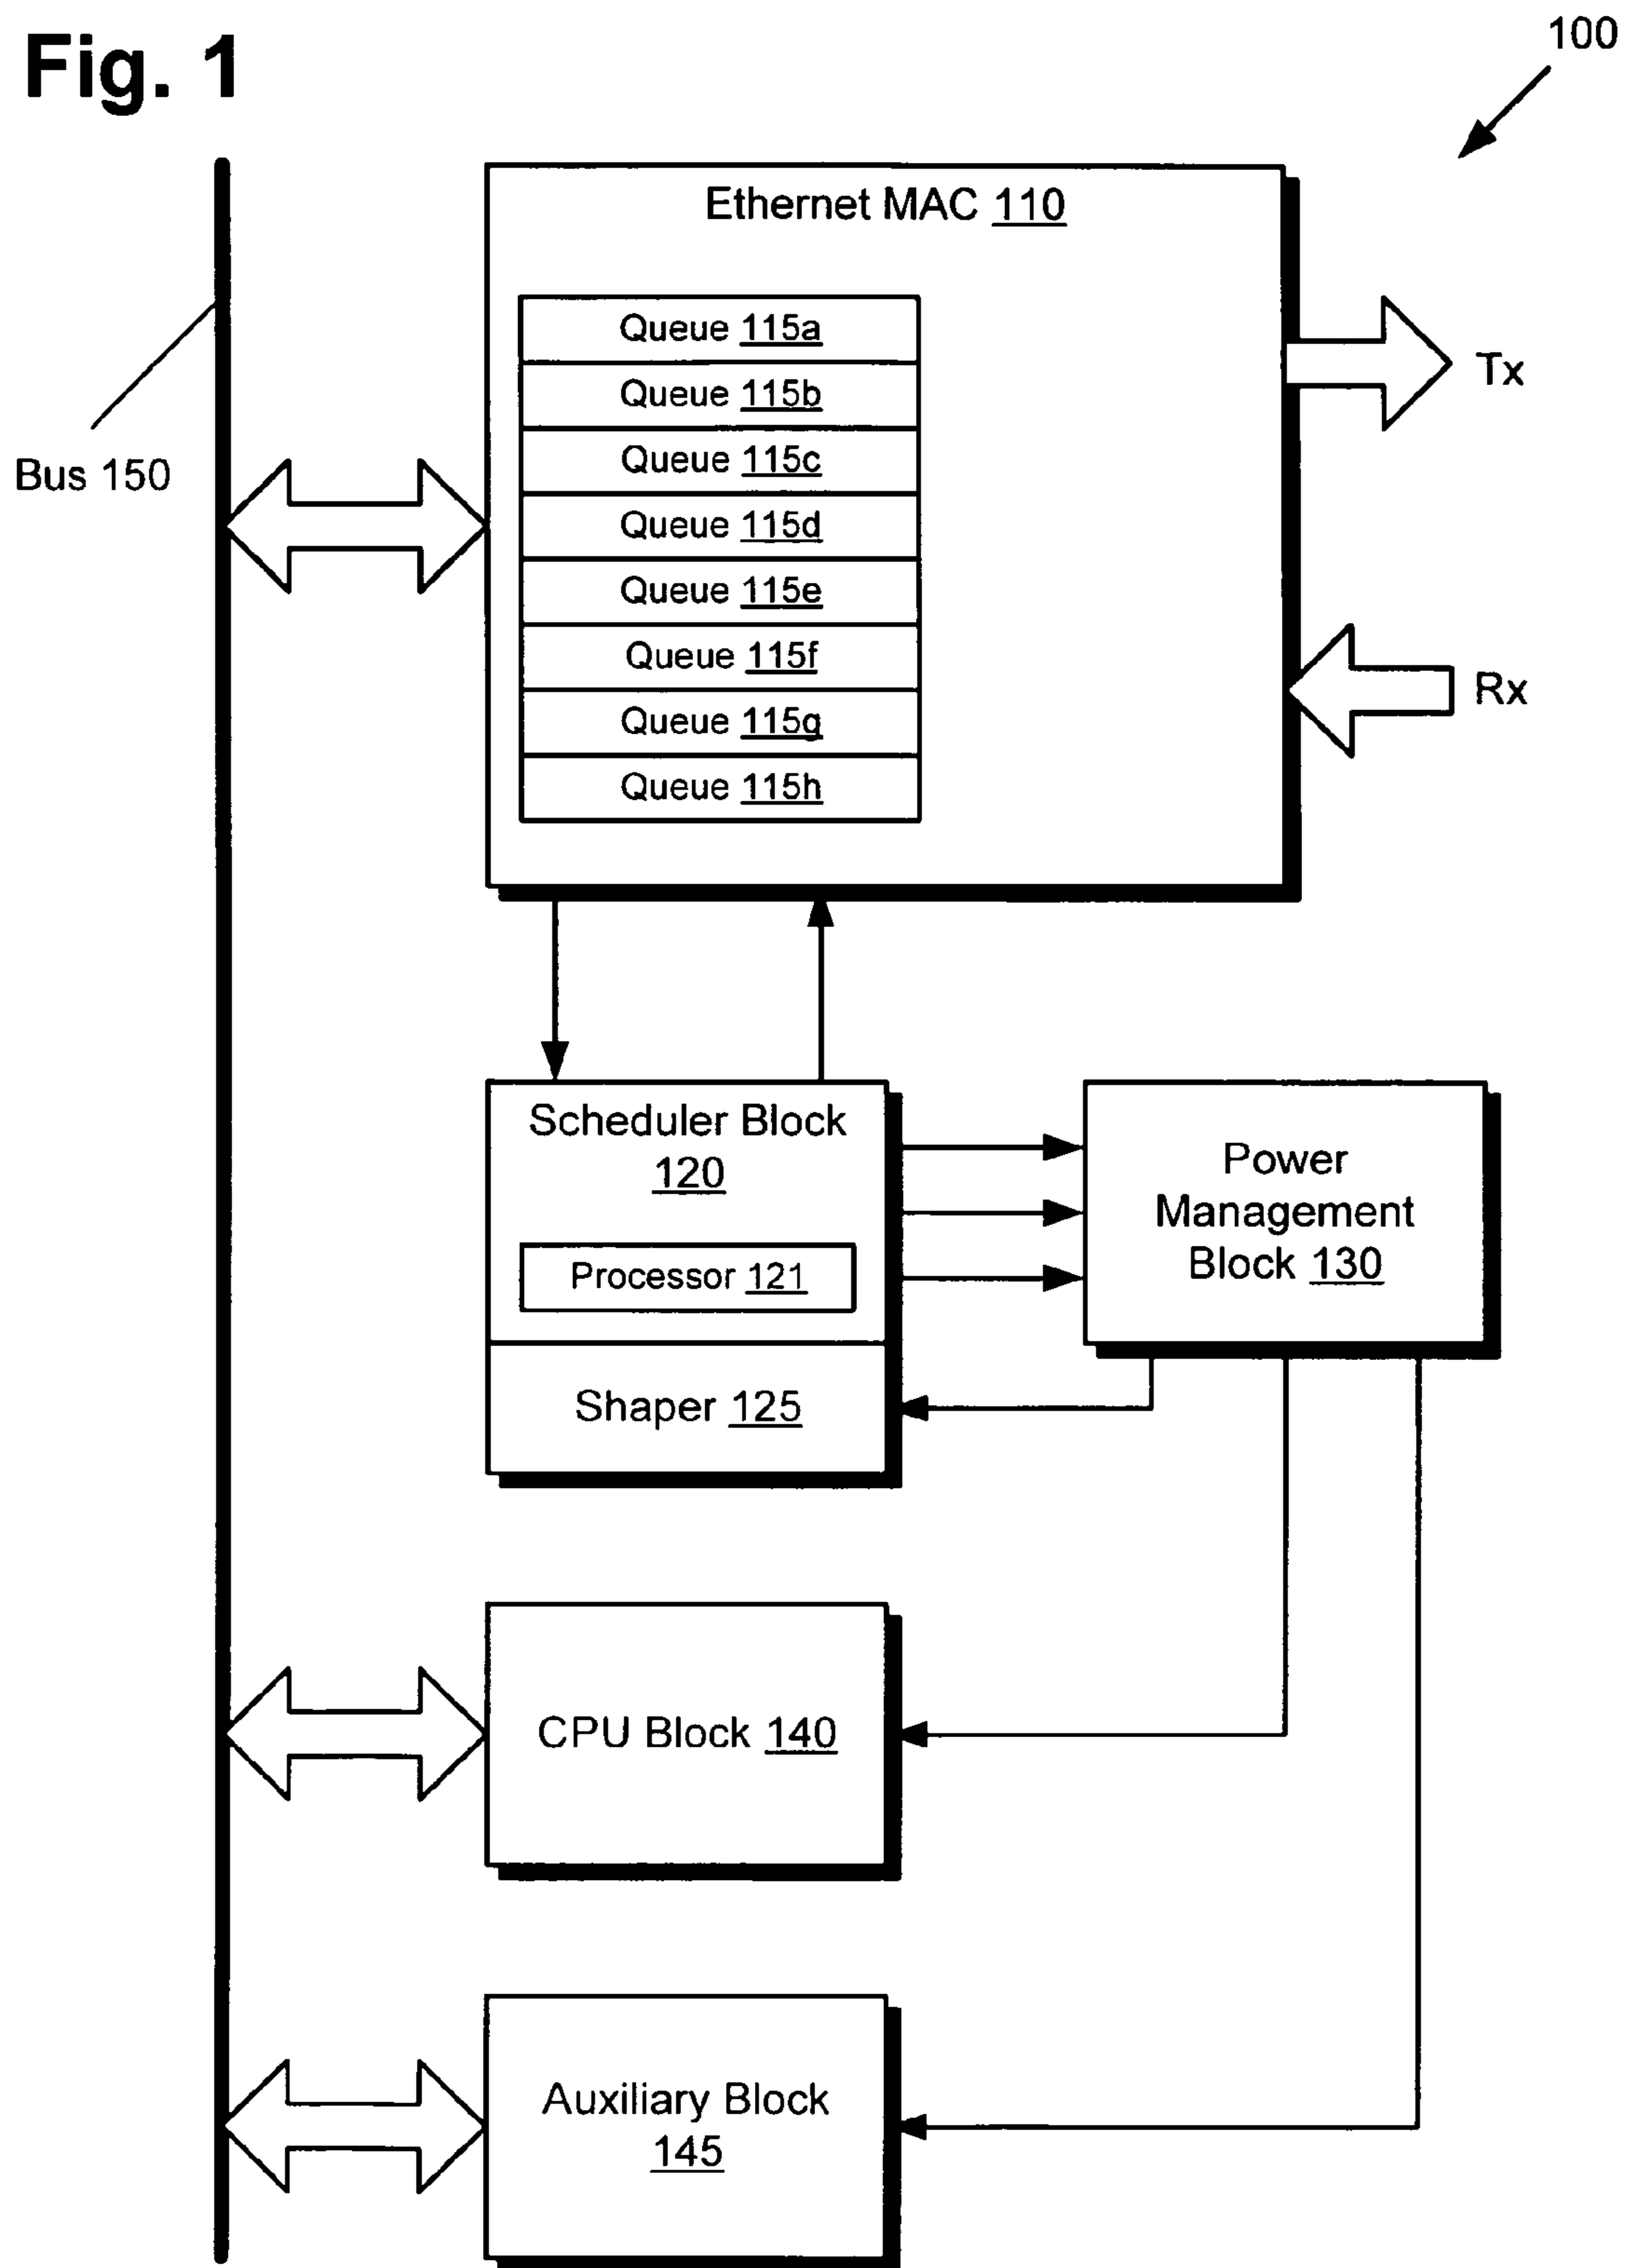 Fig. 1
100
Ethernet MAC 110
Queue 115a
Queue 115b
Queue 115c
Queue 115d
Queue 115e
Queue 115f
Queue 115g
Queue 115h
Tx
Rx
Bus 150
Scheduler Block
120
Processor 121
Shaper 125
Power
Management
Block 130
CPU Block 140
Auxiliary Block
145